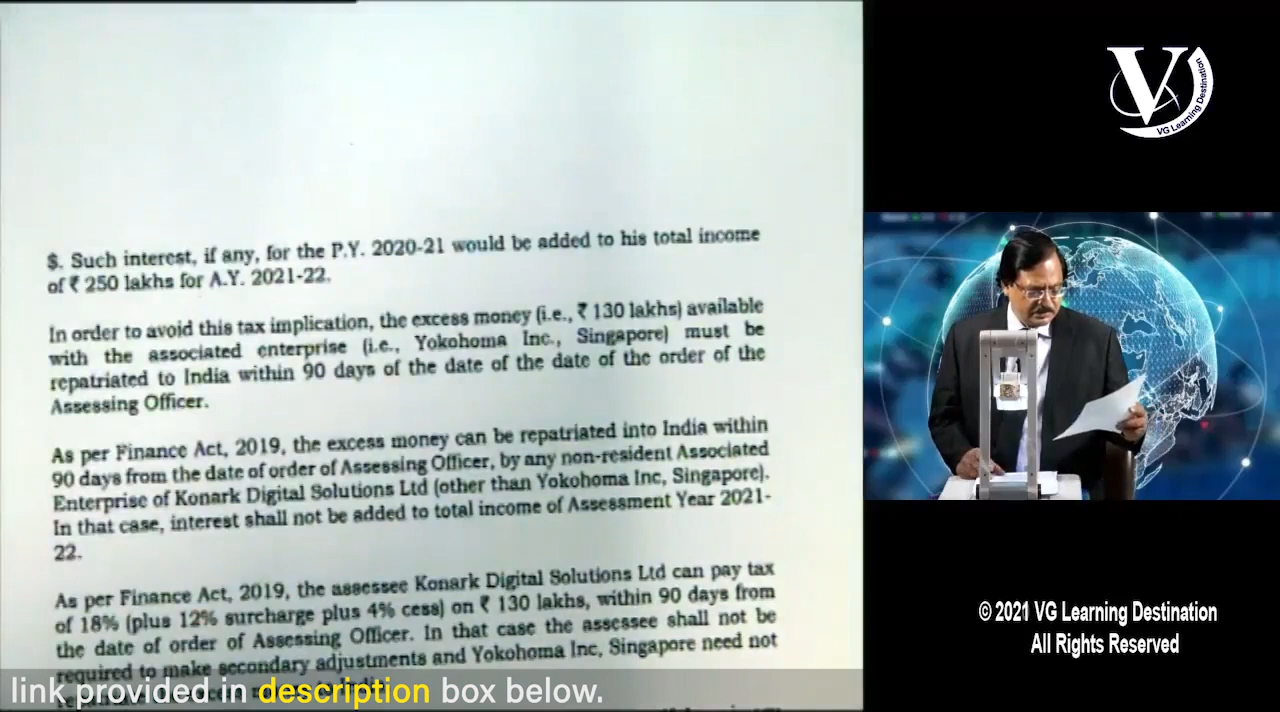 $. Such interest, if any, for the P.Y. 2020-21 would be added to his total income
of ₹ 250 lakhs for A.Y. 2021-22.
In order to avoid this tax implication, the excess money (i.e., ₹ 130 lakhs) available
with the associated enterprise (i.e., Yokohoma Inc., Singapore) must be
repatriated to India within 90 days of the date of the date of the order of the
Assessing Officer.
As per Finance Act, 2019, the excess money can be repatriated into India within
90 days from the date of order of Assessing Officer, by any non-resident Associated
Enterprise of Konark Digital Solutions Ltd (other than Yokohoma Inc, Singapore).
In that case, interest shall not be added to total income of Assessment Year 2021-
22.
As per Finance Act, 2019, the assessee Konark Digital Solutions Ltd can pay tax
of 18% (plus 12% surcharge plus 4% cess) on ₹ 130 lakhs, within 90 days from
the date of order of Assessing Officer. In that case the assessee shall not be
required to make secondary adjustments and Yokohoma Inc, Singapore need not
link provided in description box below.
V
VG Learning Destination
© 2021 VG Learning Destination
All Rights Reserved